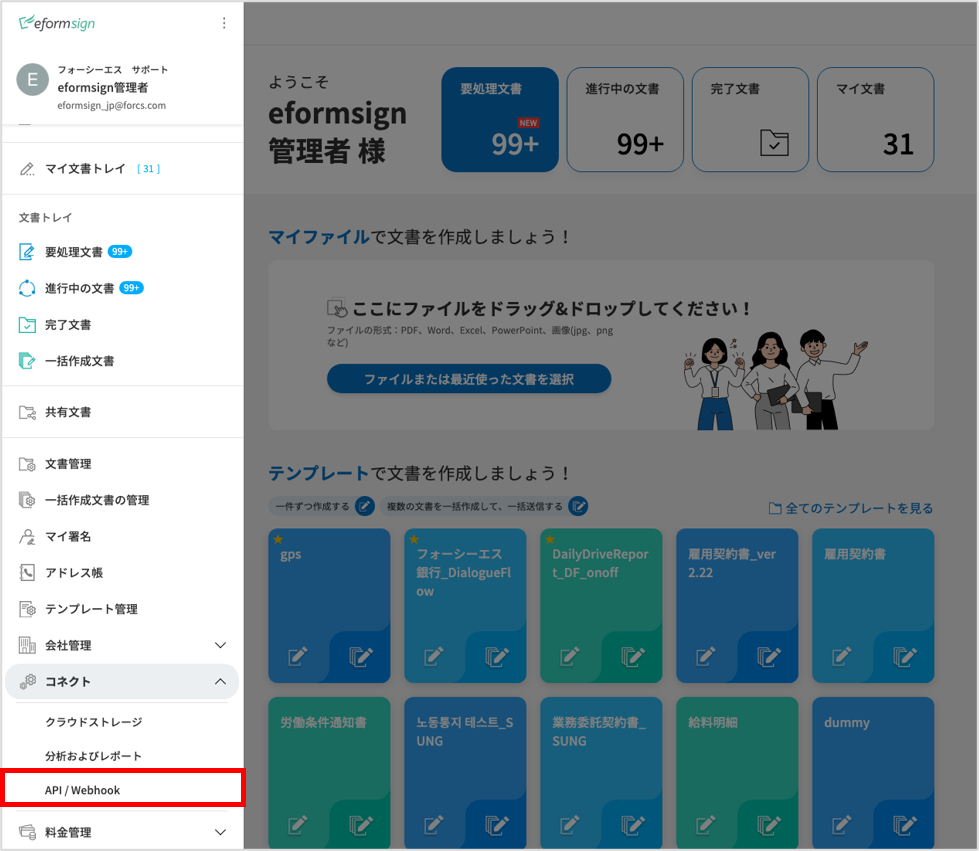 eformsign
E
フォーシーエス　サポート
eformsign管理者
eformsign_jp@forcs.com
マイ文書トレイ [ 31 ]
文書トレイ
要処理文書 99+
進行中の文書 99+
完了文書
一括作成文書
共有文書
文書管理
一括作成文書の管理
マイ署名
アドレス帳
テンプレート管理
会社管理
コネクト
クラウドストレージ
分析およびレポート
API / Webhook
料金管理
ようこそ
eformsign
管理者 様
要処理文書
NEW
99+
進行中の文書
99+
完了文書
マイ文書
31
マイファイルで文書を作成しましょう！
ここにファイルをドラッグ&ドロップしてください！
ファイルの形式：PDF、Word、Excel、PowerPoint、画像(jpg、png
など)
ファイルまたは最近使った文書を選択
テンプレートで文書を作成しましょう！
一件ずつ作成する
複数の文書を一括作成して、一括送信する
全てのテンプレートを見る
gps
フォーシーエス
銀行_DialogueFl
ow
DailyDriveRepor
t_DF_onoff
雇用契約書_ver
2.22
雇用契約書
労働条件通知書
노동통지 테스트_S
UNG
業務委託契約書_
SUNG
給料明細
dummy